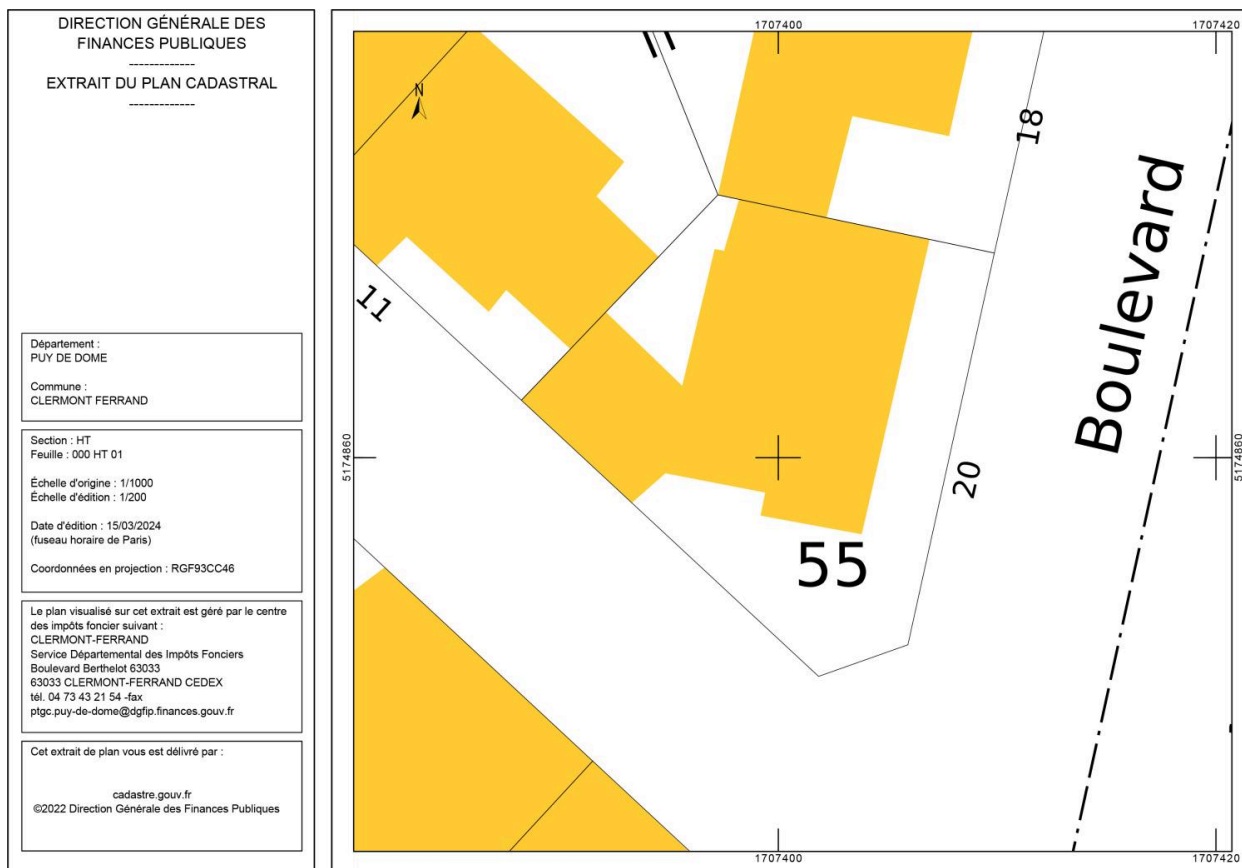 DIRECTION GÉNÉRALE DES
FINANCES PUBLIQUES
-------------
EXTRAIT DU PLAN CADASTRAL
-------------
Département :
PUY DE DOME
Commune :
CLERMONT FERRAND
Section : HT
Feuille : 000 HT 01
Échelle d'origine : 1/1000
Échelle d'édition : 1/200
Date d'édition : 15/03/2024
(fuseau horaire de Paris)
Coordonnées en projection : RGF93CC46
Le plan visualisé sur cet extrait est géré par le centre
des impôts foncier suivant :
CLERMONT-FERRAND
Service Départemental des Impôts Fonciers
Boulevard Berthelot 63033
63033 CLERMONT-FERRAND CEDEX
tél. 04 73 43 21 54 -fax
ptgc.puy-de-dome@dgfip.finances.gouv.fr
Cet extrait de plan vous est délivré par :
cadastre.gouv.fr
©2022 Direction Générale des Finances Publiques
1707400
1707420
N
18
Boulevard
11
5174860
5174860
20
55
1707400
1707420